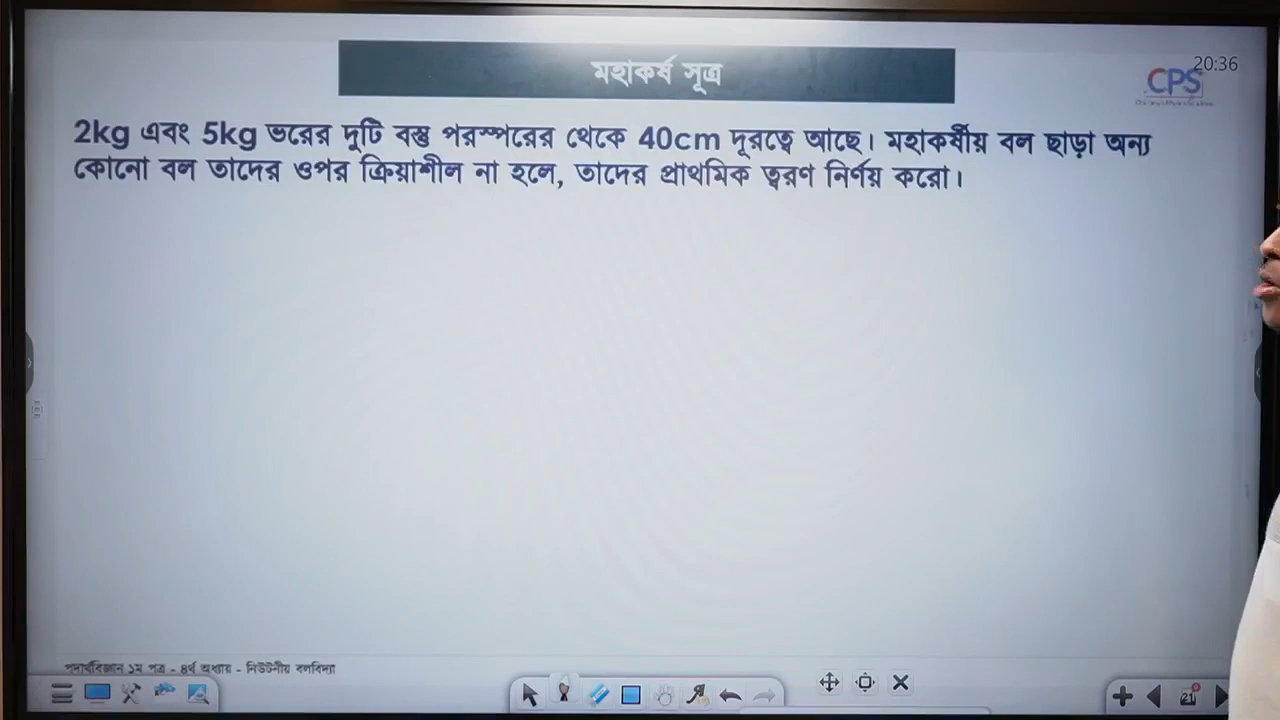 মহাকর্ষ সূত্র
20:36
CPS
2kg এবং 5kg ভরের দুটি বস্তু পরস্পরের থেকে 40cm দূরত্বে আছে। মহাকর্ষীয় বল ছাড়া অন্য
কোনো বল তাদের ওপর ক্রিয়াশীল না হলে, তাদের প্রাথমিক ত্বরণ নির্ণয় করো।
পদার্থবিজ্ঞান ১ম পত্র - ৪র্থ অধ্যায় - নিউটনীয় বলবিদ্যা
21